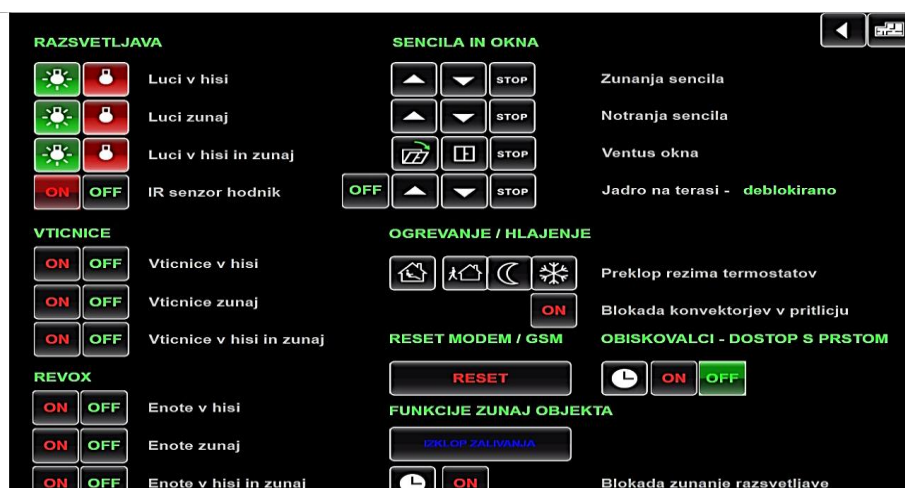 RAZSVETLJAVA
Luci v hisi
Luci zunaj
Luci v hisi in zunaj
ON OFF IR senzor hodnik
VTICNICE
ON OFF Vticnice v hisi
ON OFF Vticnice zunaj
ON OFF Vticnice v hisi in zunaj
REVOX
ON OFF Enote v hisi
ON OFF Enote zunaj
ON OFF Enote v hisi in zunaj
SENCILA IN OKNA
STOP Zunanja sencila
STOP Notranja sencila
STOP Ventus okna
OFF STOP Jadro na terasi - deblokirano
OGREVANJE / HLAJENJE
Preklop rezima termostatov
ON Blokada konvektorjev v pritlicju
RESET MODEM / GSM
RESET
OBISKOVALCI - DOSTOP S PRSTOM
ON OFF
FUNKCIJE ZUNAJ OBJEKTA
IZKLOP ZALIVANJA
ON Blokada zunanje razsvetljave